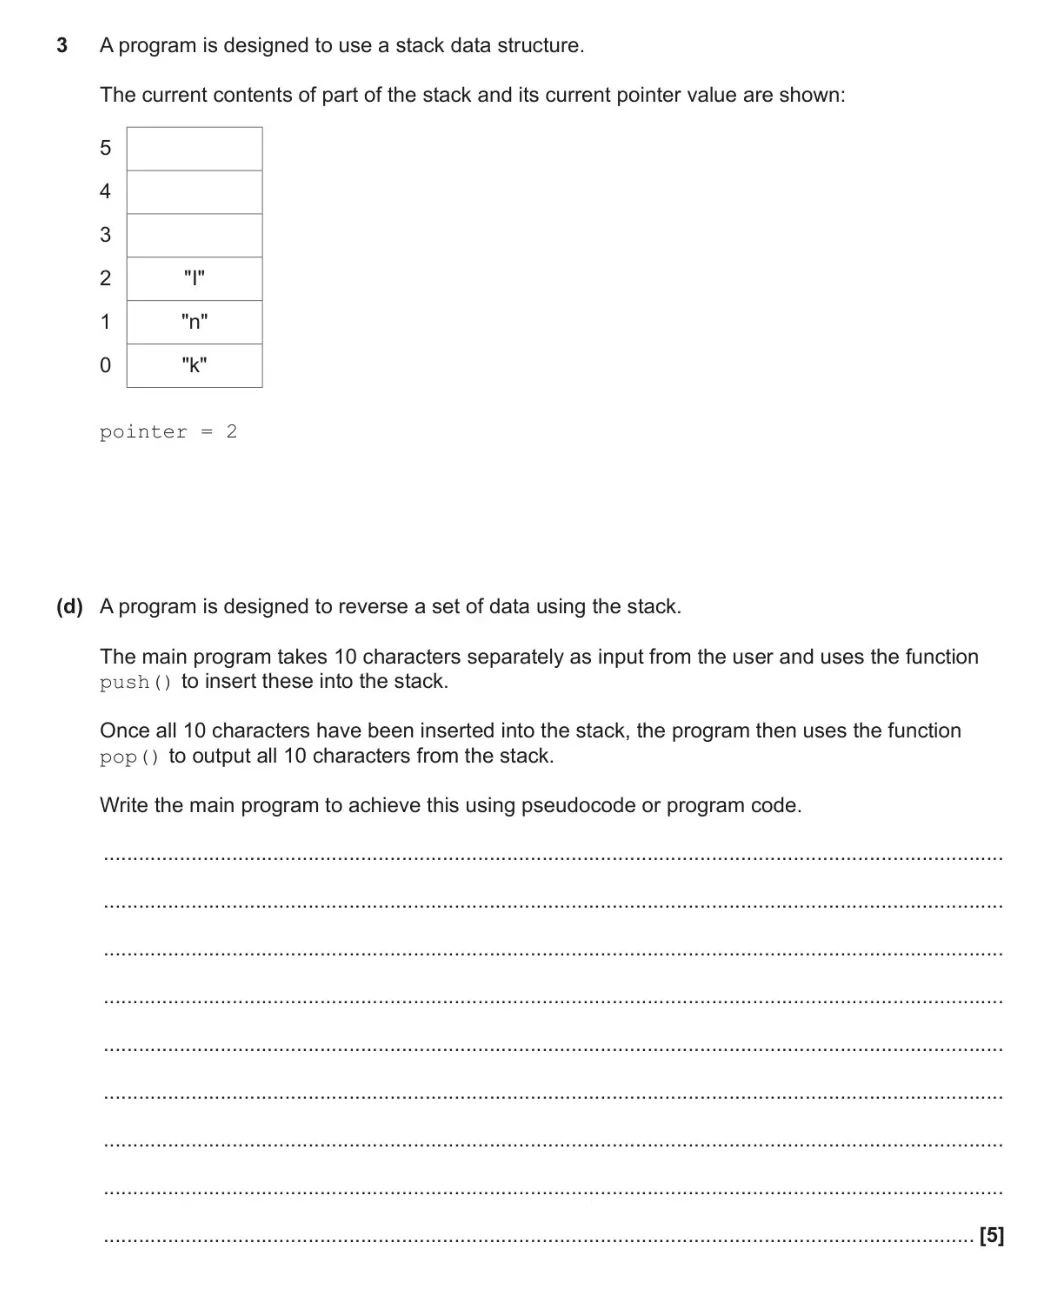 3 A program is designed to use a stack data structure.
The current contents of part of the stack and its current pointer value are shown:
5
4
3
2 "l"
1 "n"
0 "k"
pointer = 2
(d) A program is designed to reverse a set of data using the stack.
The main program takes 10 characters separately as input from the user and uses the function
push() to insert these into the stack.
Once all 10 characters have been inserted into the stack, the program then uses the function
pop() to output all 10 characters from the stack.
Write the main program to achieve this using pseudocode or program code.
[5]